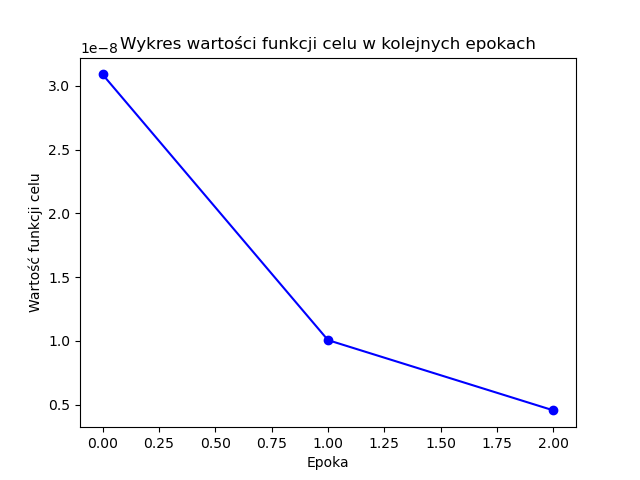 Wykres wartości funkcji celu w kolejnych epokach
1e−8
3.0
2.5
2.0
1.5
1.0
0.5
Wartość funkcji celu
0.00 0.25 0.50 0.75 1.00 1.25 1.50 1.75 2.00
Epoka